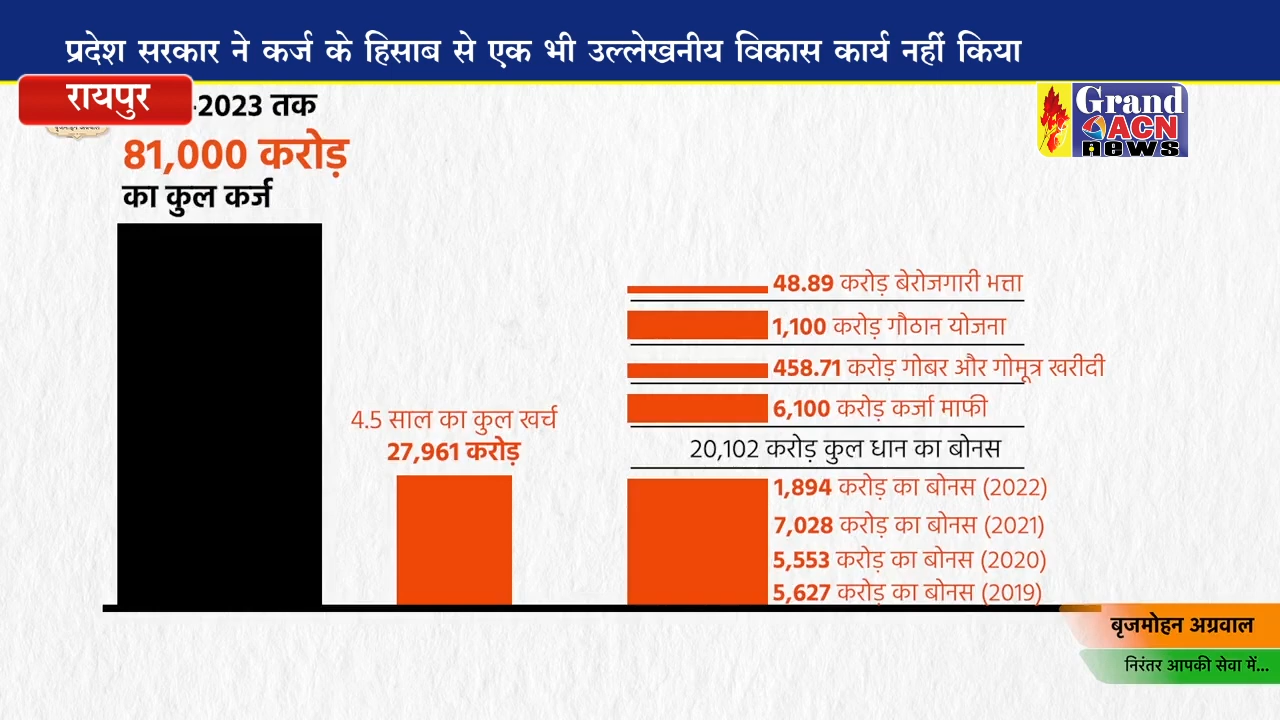 प्रदेश सरकार ने कर्ज के हिसाब से एक भी उल्लेखनीय विकास कार्य नहीं किया
रायपुर
-2023 तक
81,000 करोड़
का कुल कर्ज
Grand
ACN
news
48.89 करोड़ बेरोजगारी भत्ता
1,100 करोड़ गौठान योजना
458.71 करोड़ गोबर और गोमूत्र खरीदी
6,100 करोड़ कर्जा माफी
4.5 साल का कुल खर्च
27,961 करोड़
20,102 करोड़ कुल धान का बोनस
1,894 करोड़ का बोनस (2022)
7,028 करोड़ का बोनस (2021)
5,553 करोड़ का बोनस (2020)
5,627 करोड़ का बोनस (2019)
बृजमोहन अग्रवाल
निरंतर आपकी सेवा में...